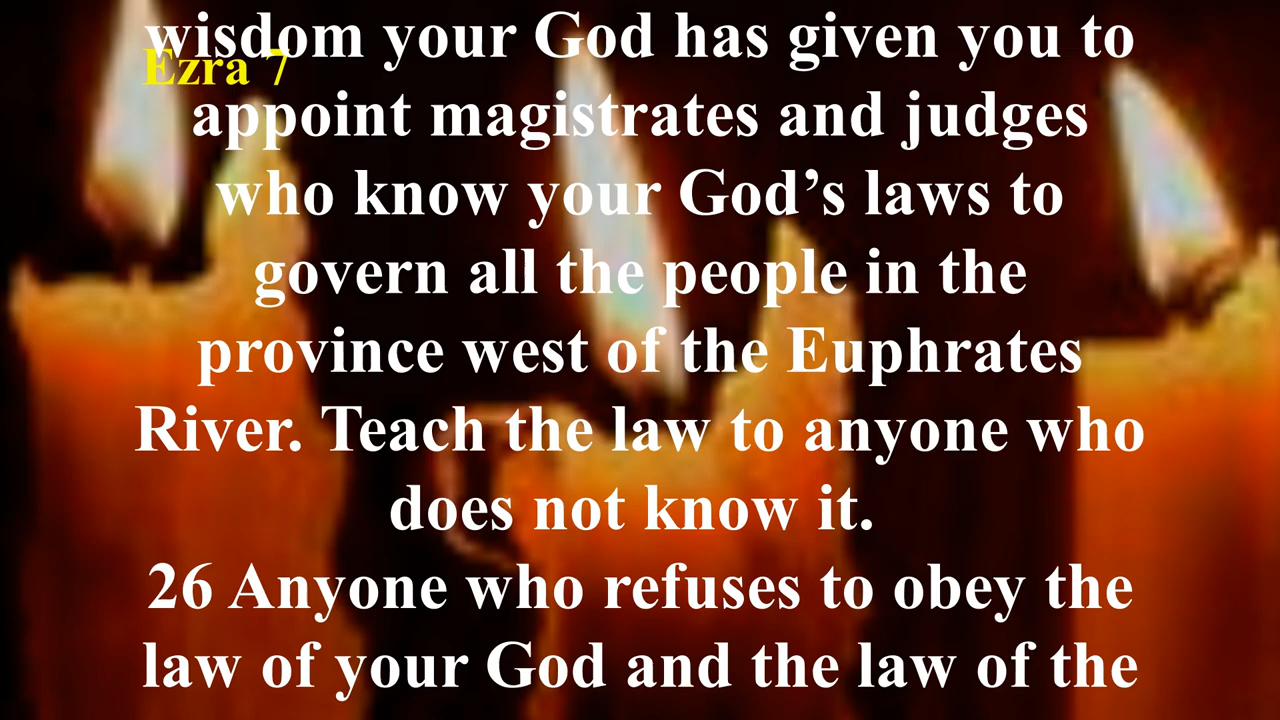 wisdom your God has given you to
Ezra 7
appoint magistrates and judges
who know your God’s laws to
govern all the people in the
province west of the Euphrates
River. Teach the law to anyone who
does not know it.
26 Anyone who refuses to obey the
law of your God and the law of the